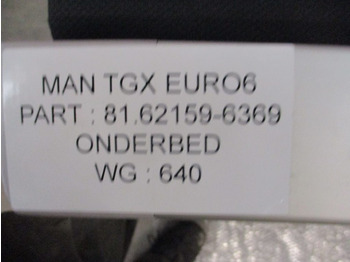 MAN TGX EURO6
PART : 81.62159-6369
ONDERBED
WG : 640